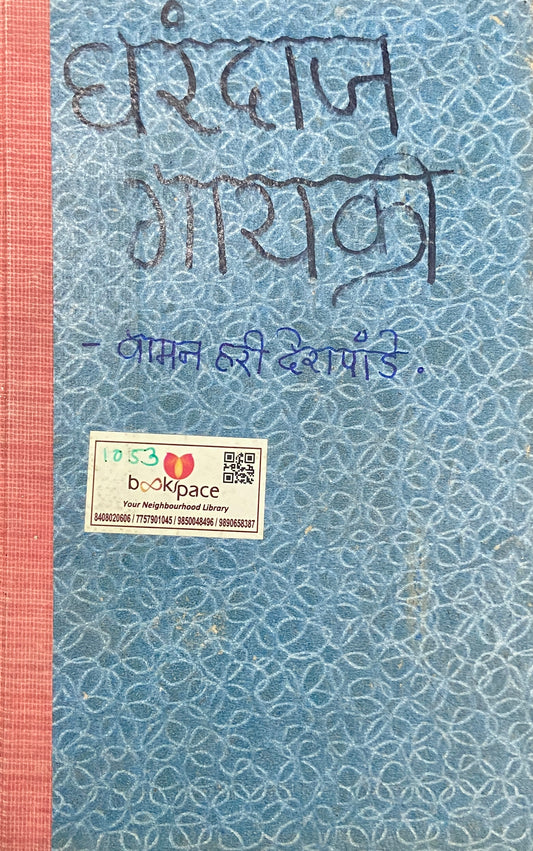 घरंदाज
गायकी
- वामन हरी देशपांडे .
1053
bookspace
Your Neighbourhood Library
8408020606 / 7757901045 / 9850048496 / 9890658387